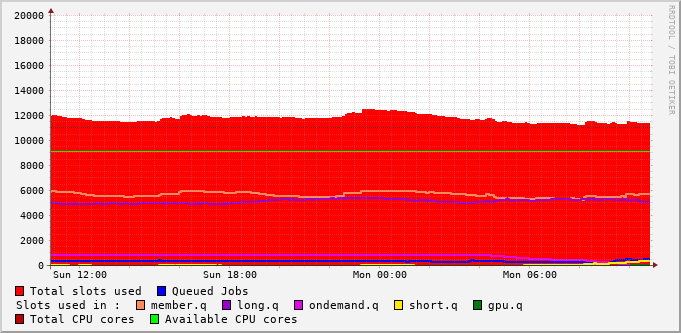 20000
18000
16000
14000
12000
10000
8000
6000
4000
2000
0
Sun 12:00 Sun 18:00 Mon 00:00 Mon 06:00
Total slots used Queued Jobs
Slots used in : member.q long.q ondemand.q short.q gpu.q
Total CPU cores Available CPU cores
RRDTOOL / TOBI OETIKER